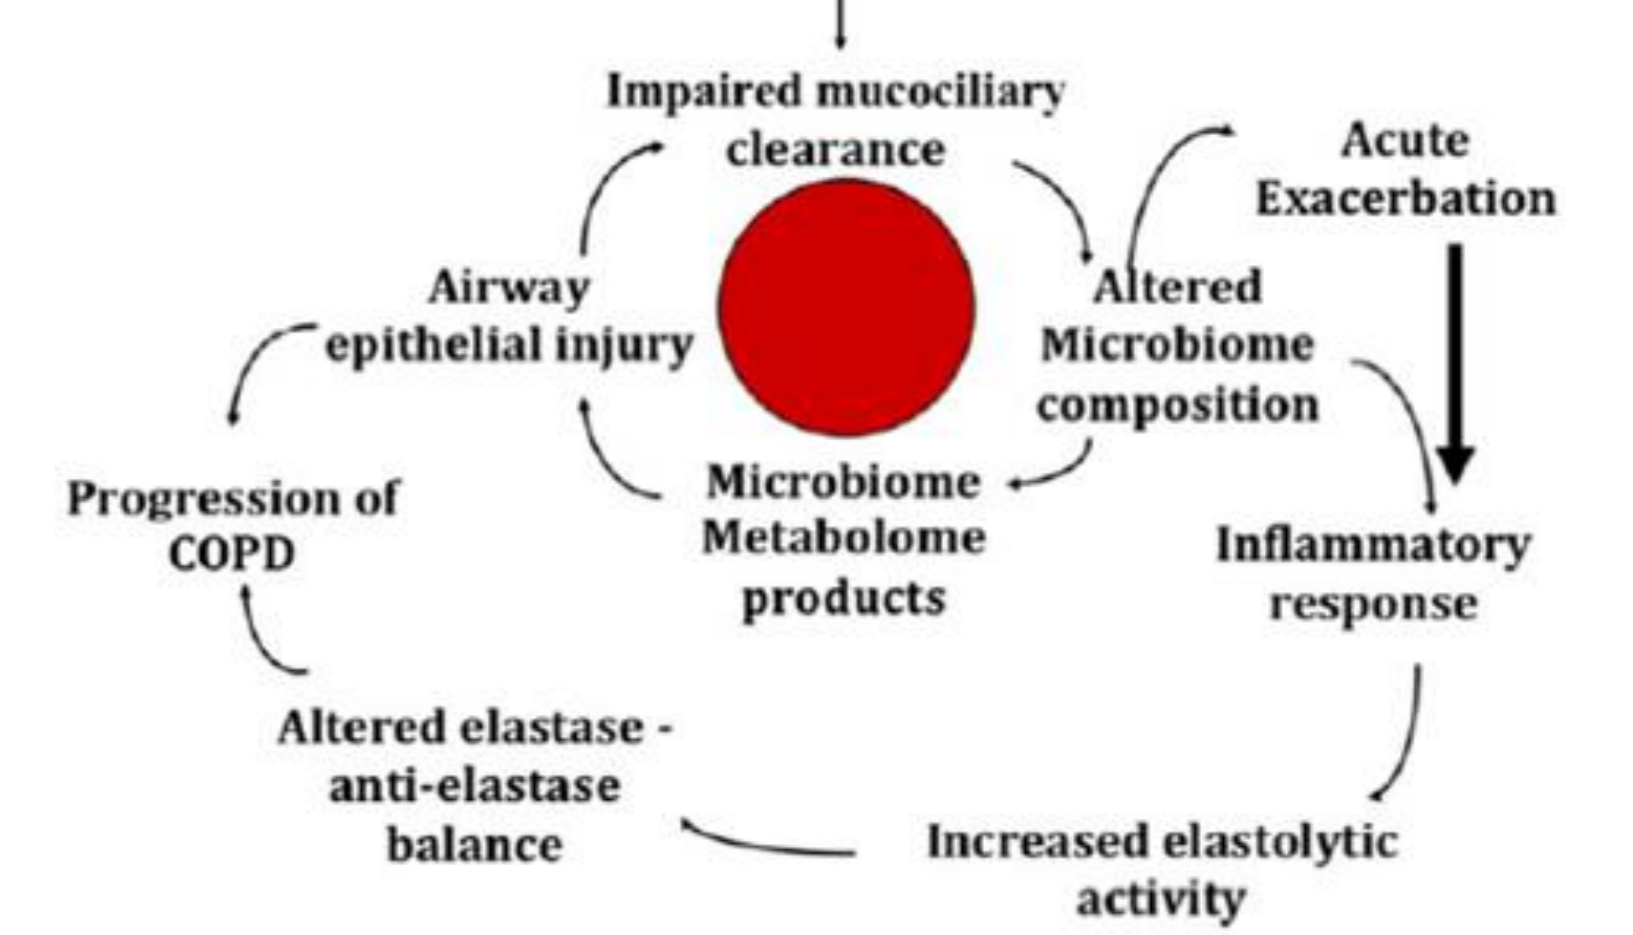 Impaired mucociliary
clearance
Acute
Exacerbation
Airway
epithelial injury
Altered
Microbiome
composition
Microbiome
Metabolome
products
Progression of
COPD
Inflammatory
response
Altered elastase -
anti-elastase
balance
Increased elastolytic
activity